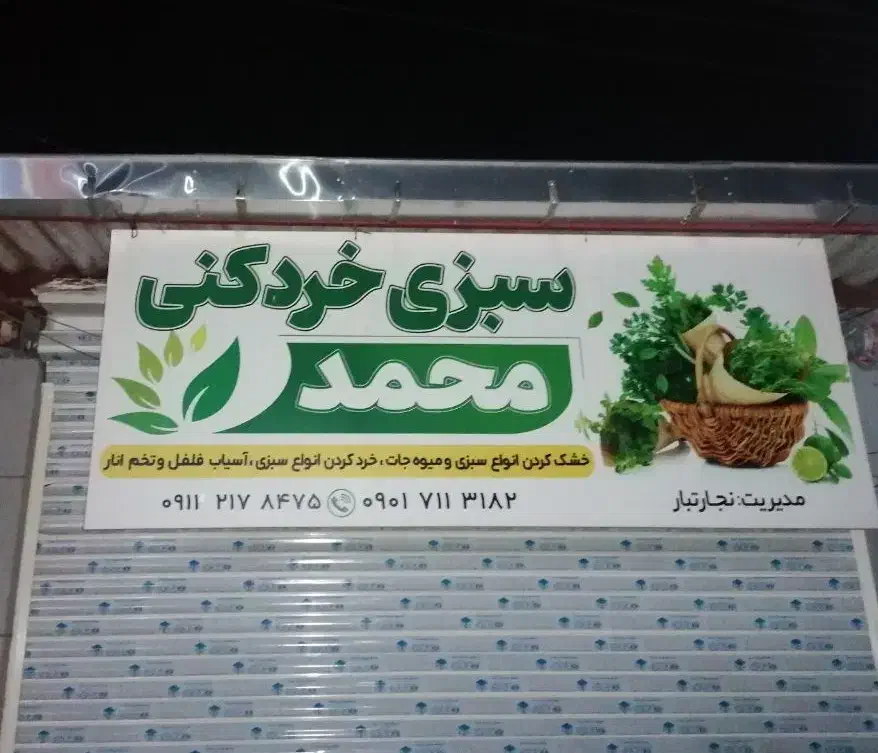 سبزی خردکنی
محمد
خشک کردن انواع سبزی و میوه جات ، خرد کردن انواع سبزی ، آسیاب فلفل و تخم انار
۰۹۱۱ ۲۱۷ ۸۴۷۵ ۰۹۰۱ ۷۱۱ ۳۱۸۲
مدیریت: نجارتبار